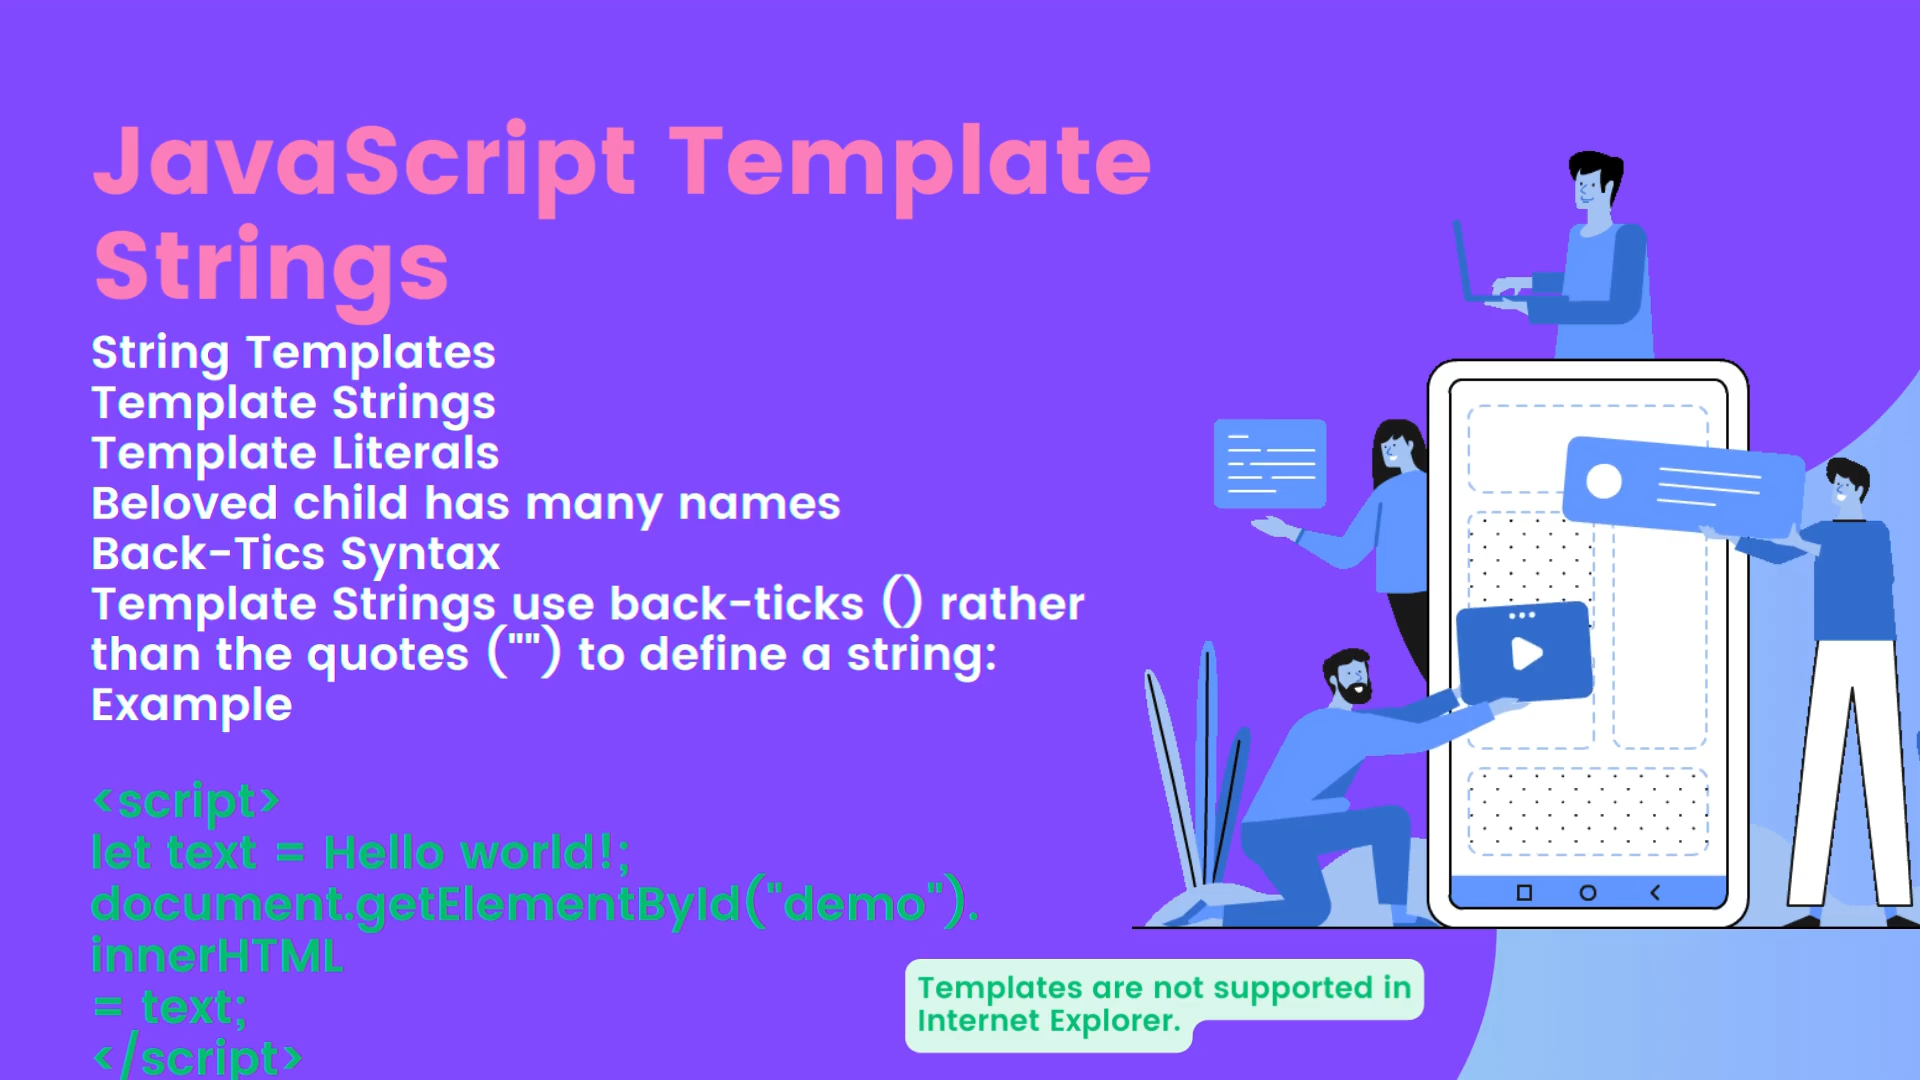 JavaScript Template
Strings
String Templates
Template Strings
Template Literals
Beloved child has many names
Back-Tics Syntax
Template Strings use back-ticks () rather
than the quotes ("") to define a string:
Example
<script>
let text = Hello world!;
document.getElementById("demo").
innerHTML
= text;
</script>
Templates are not supported in
Internet Explorer.